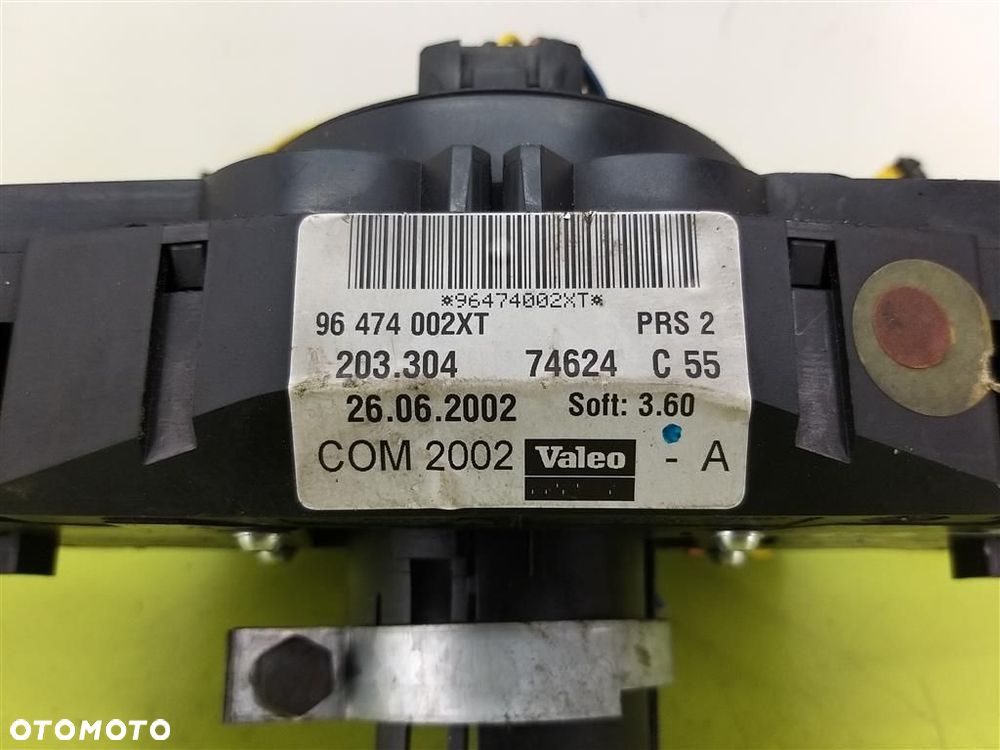 *96474002XT*
96 474 002XT PRS 2
203.304 74624 C 55
26.06.2002 Soft: 3.60
COM 2002 Valeo - A
OTOMOTO